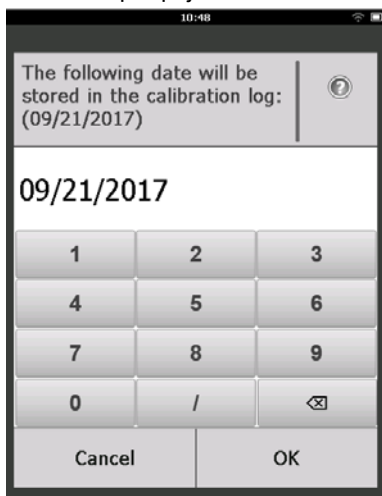 10:48
The following date will be
stored in the calibration log:
(09/21/2017)
?
09/21/2017
1 2 3
4 5 6
7 8 9
0 /
Cancel OK